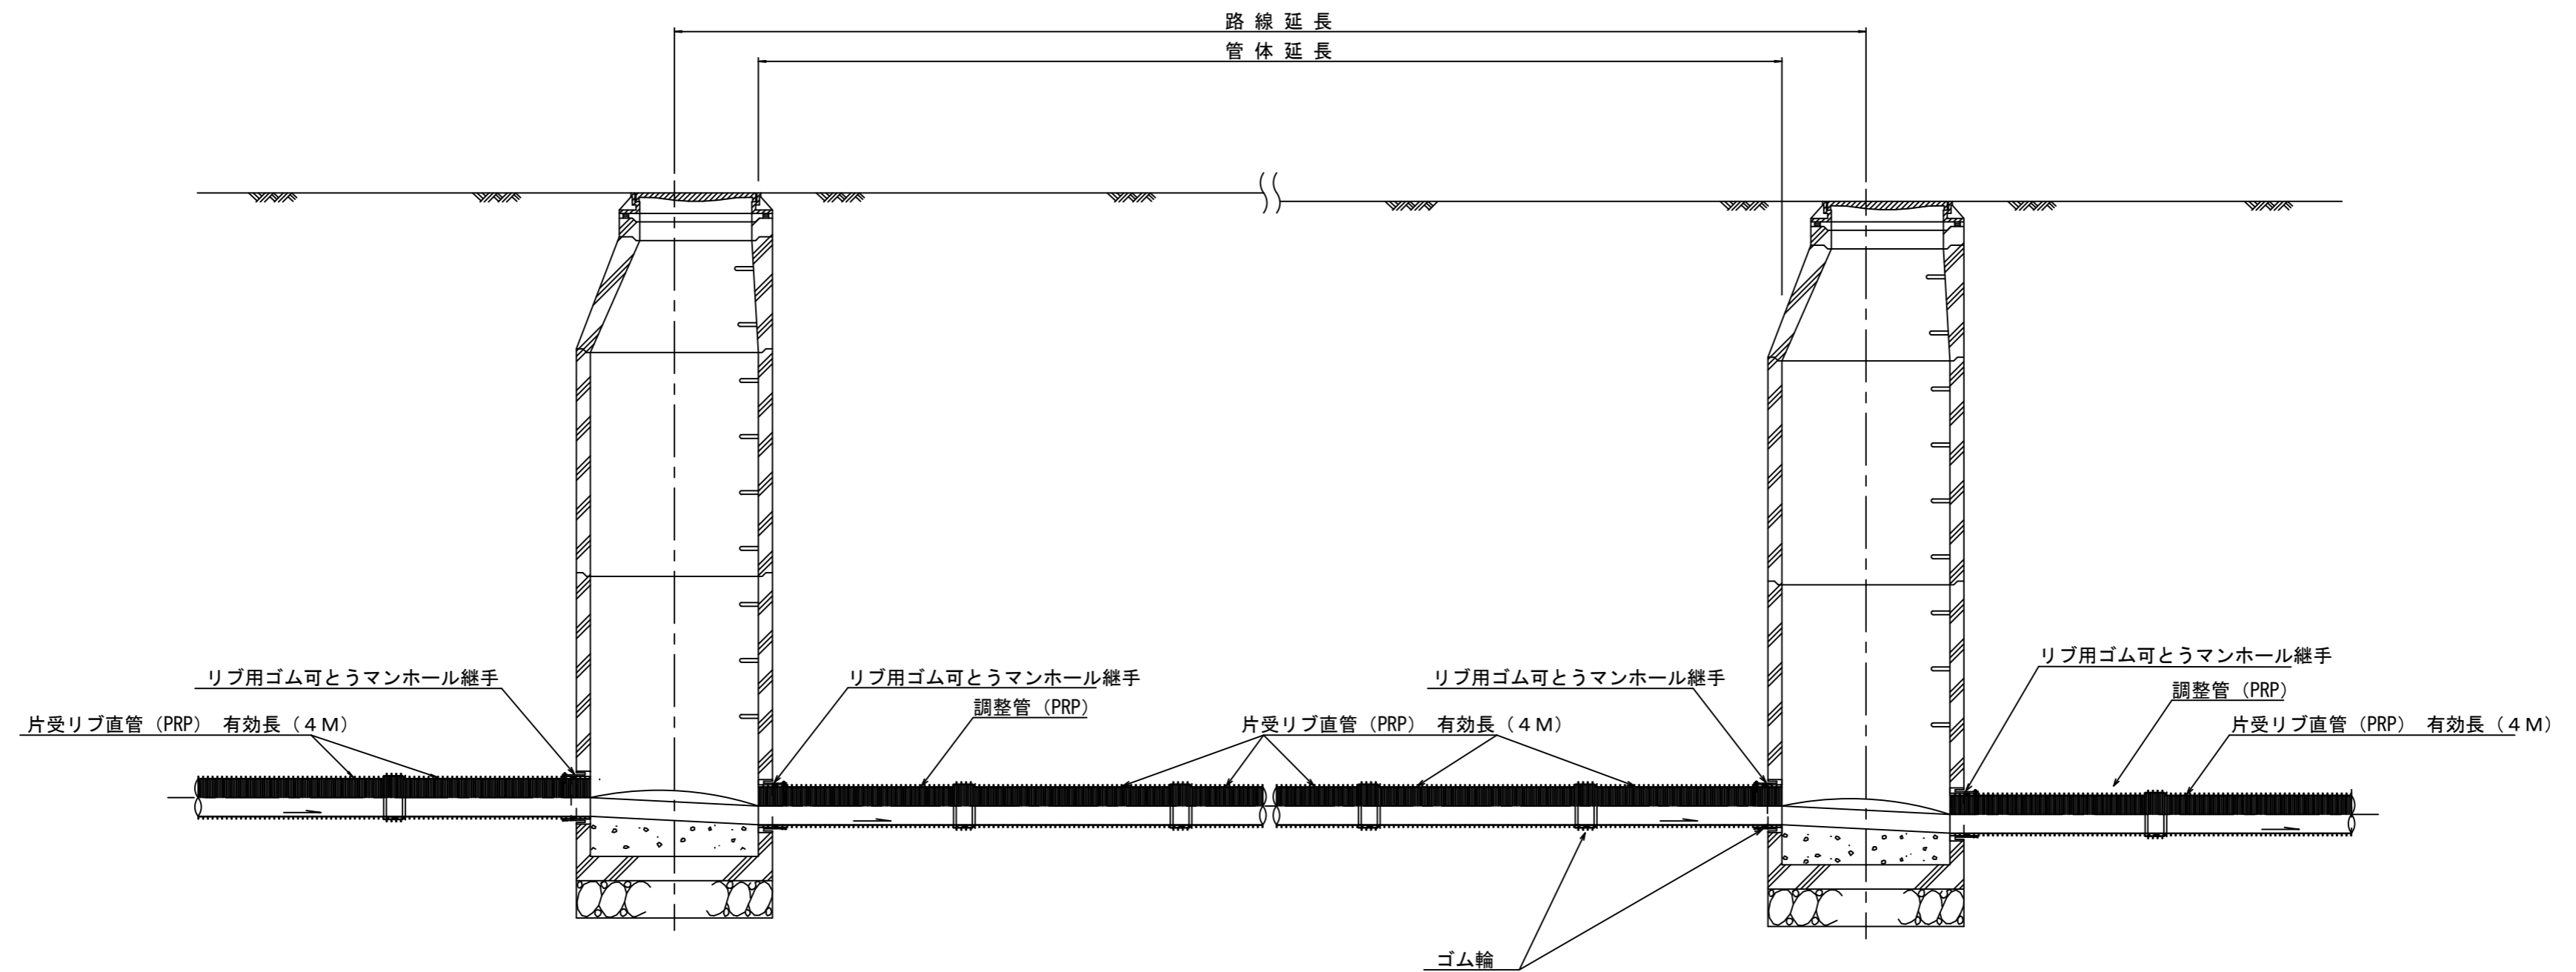 路線延長
管体延長
リブ用ゴム可とうマンホール継手
片受リブ直管（PRP） 有効長（４Ｍ）
リブ用ゴム可とうマンホール継手
調整管（PRP）
リブ用ゴム可とうマンホール継手
片受リブ直管（PRP） 有効長（４Ｍ）
リブ用ゴム可とうマンホール継手
調整管（PRP）
片受リブ直管（PRP） 有効長（４Ｍ）
ゴム輪